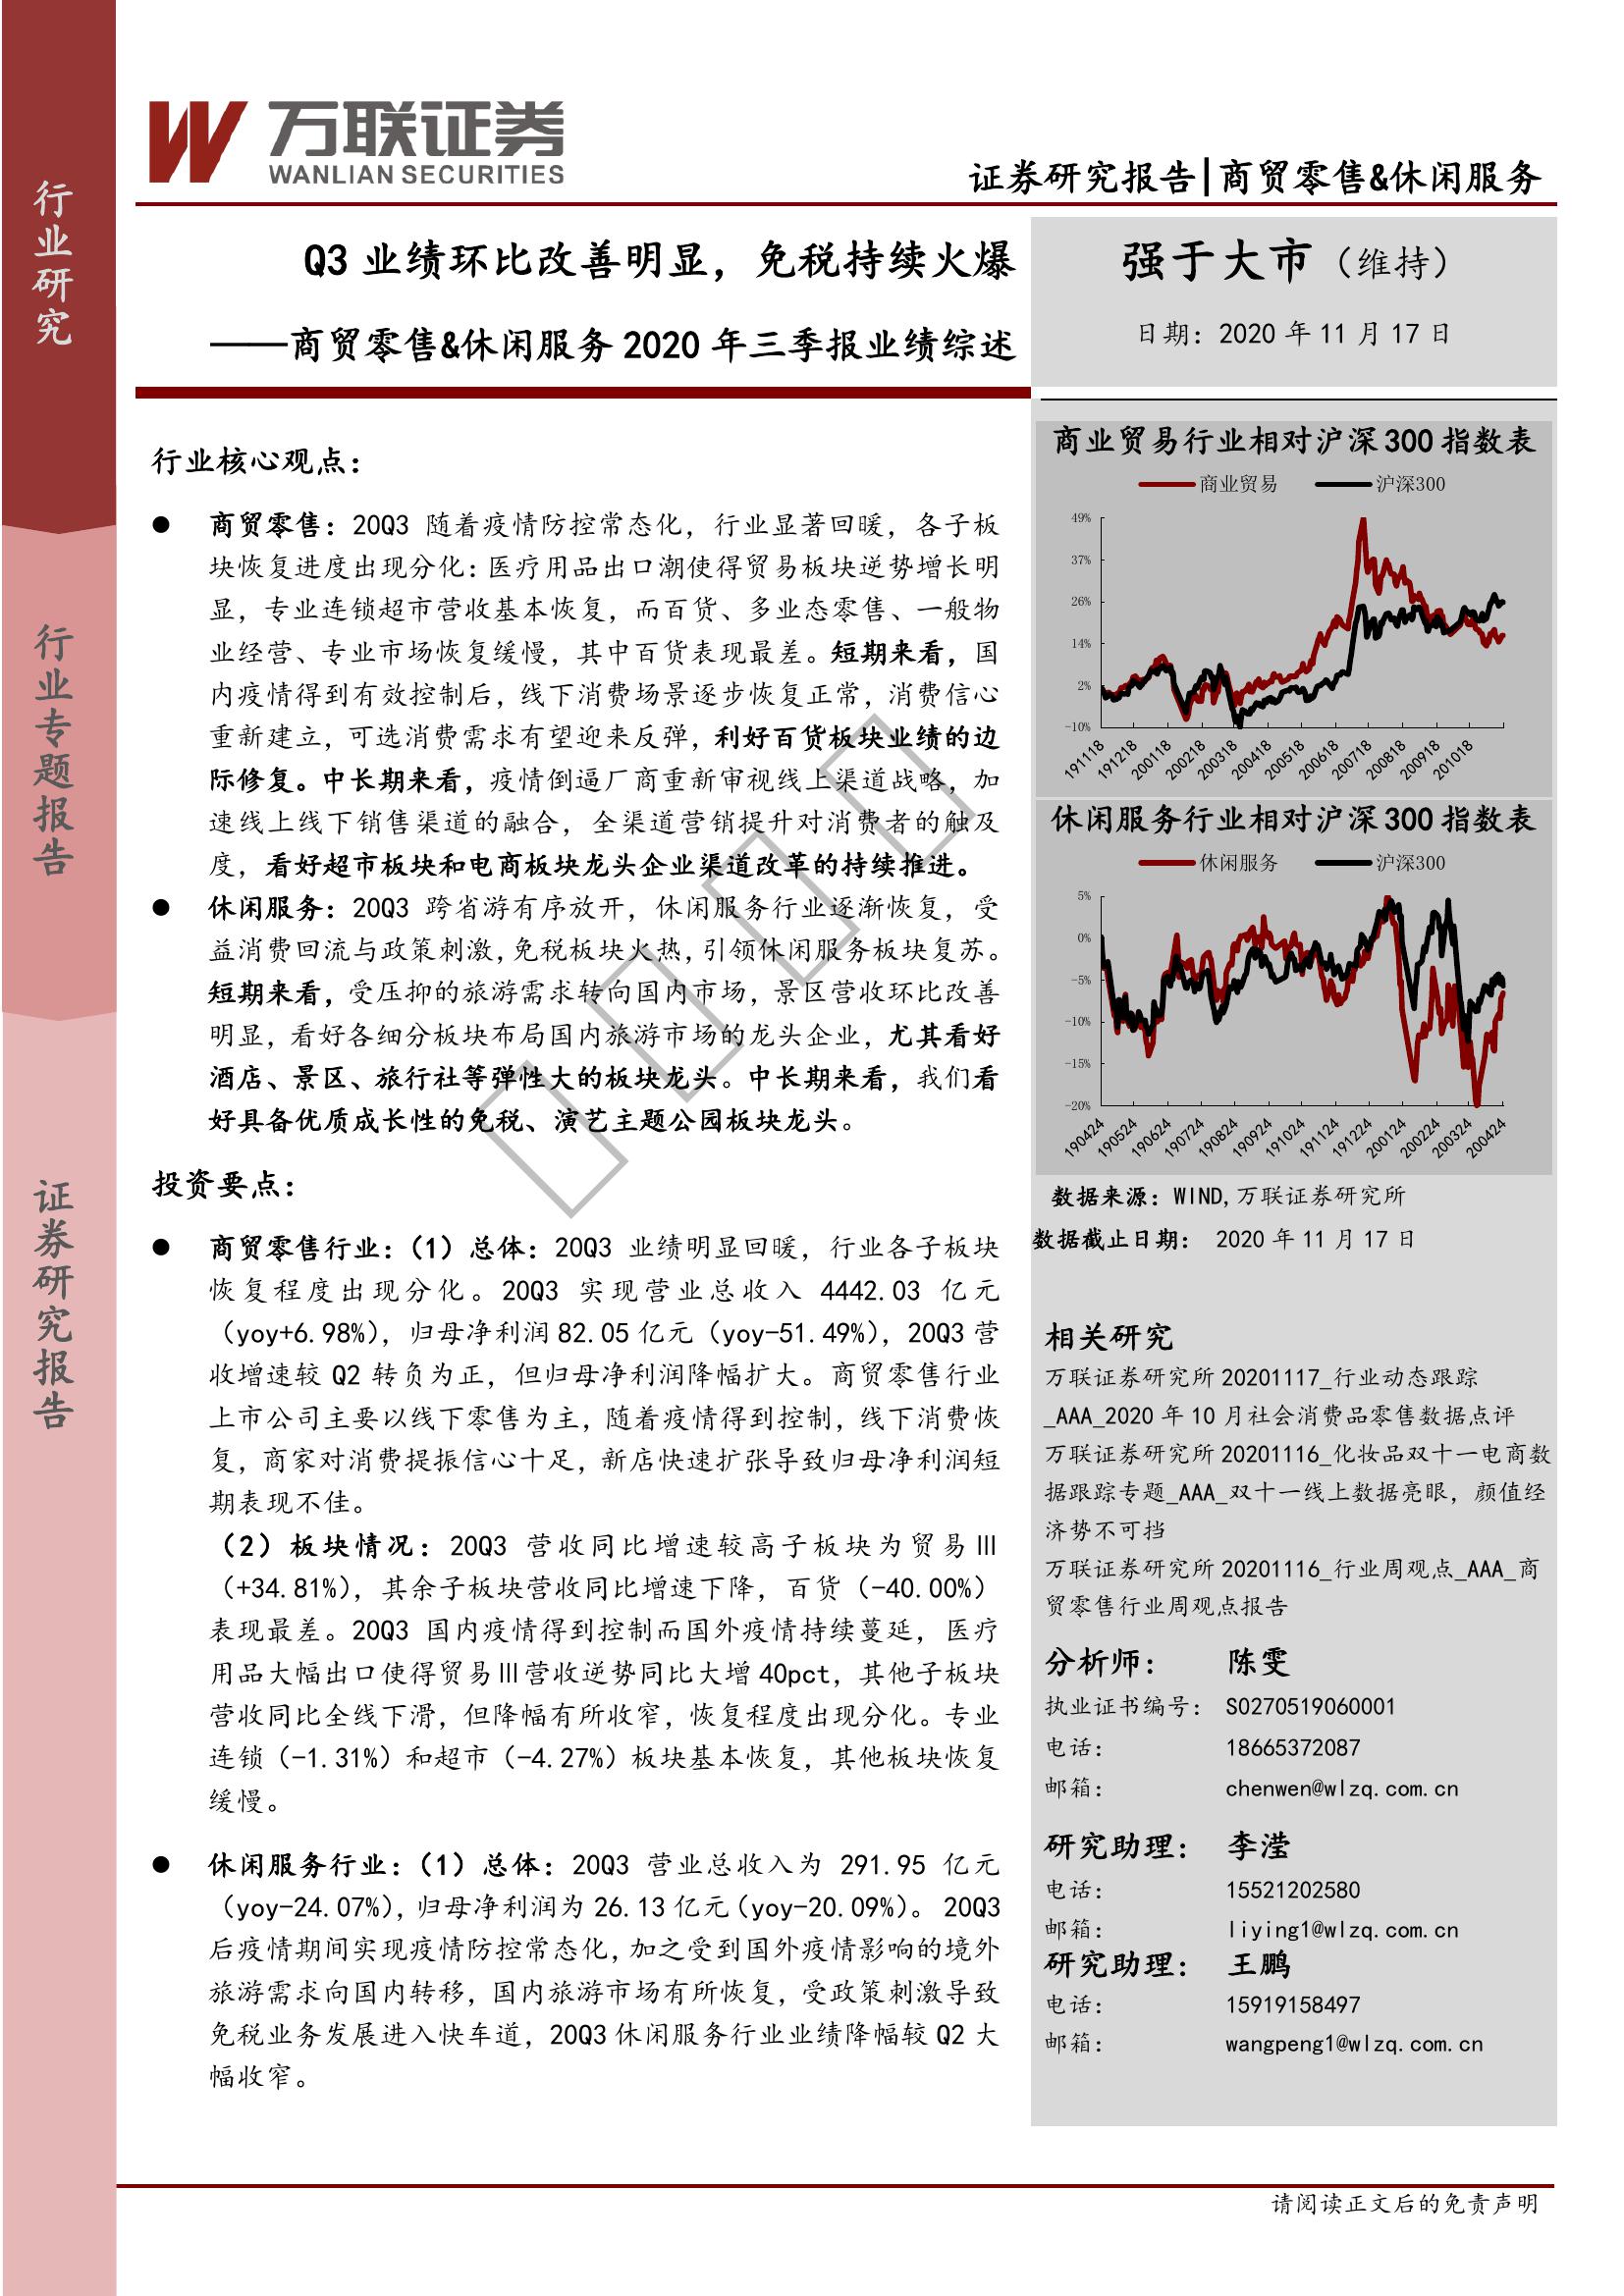 行业研究
行业专题报告
证券研究报告
万联证券
WANLIAN SECURITIES
证券研究报告|商贸零售&休闲服务
Q3 业绩环比改善明显，免税持续火爆
——商贸零售&休闲服务 2020 年三季报业绩综述
强于大市（维持）
日期：2020 年 11 月 17 日
行业核心观点：
● 商贸零售：20Q3 随着疫情防控常态化，行业显著回暖，各子板
块恢复进度出现分化：医疗用品出口潮使得贸易板块逆势增长明
显，专业连锁超市营收基本恢复，而百货、多业态零售、一般物
业经营、专业市场恢复缓慢，其中百货表现最差。短期来看，国
内疫情得到有效控制后，线下消费场景逐步恢复正常，消费信心
重新建立，可选消费需求有望迎来反弹，利好百货板块业绩的边
际修复。中长期来看，疫情倒逼厂商重新审视线上渠道战略，加
速线上线下销售渠道的融合，全渠道营销提升对消费者的触及
度，看好超市板块和电商板块龙头企业渠道改革的持续推进。
● 休闲服务：20Q3 跨省游有序放开，休闲服务行业逐渐恢复，受
益消费回流与政策刺激，免税板块火热，引领休闲服务板块复苏。
短期来看，受压抑的旅游需求转向国内市场，景区营收环比改善
明显，看好各细分板块布局国内旅游市场的龙头企业，尤其看好
酒店、景区、旅行社等弹性大的板块龙头。中长期来看，我们看
好具备优质成长性的免税、演艺主题公园板块龙头。
投资要点：
● 商贸零售行业：（1）总体：20Q3 业绩明显回暖，行业各子板块
恢复程度出现分化。20Q3 实现营业总收入 4442.03 亿元
（yoy+6.98%），归母净利润 82.05 亿元（yoy-51.49%），20Q3 营
收增速较 Q2 转负为正，但归母净利润降幅扩大。商贸零售行业
上市公司主要以线下零售为主，随着疫情得到控制，线下消费恢
复，商家对消费提振信心十足，新店快速扩张导致归母净利润短
期表现不佳。
（2）板块情况：20Q3 营收同比增速较高子板块为贸易Ⅲ
（+34.81%），其余子板块营收同比增速下降，百货（-40.00%）
表现最差。20Q3 国内疫情得到控制而国外疫情持续蔓延，医疗
用品大幅出口使得贸易Ⅲ营收逆势同比大增 40pct，其他子板块
营收同比全线下滑，但降幅有所收窄，恢复程度出现分化。专业
连锁（-1.31%）和超市（-4.27%）板块基本恢复，其他板块恢复
缓慢。
● 休闲服务行业：（1）总体：20Q3 营业总收入为 291.95 亿元
（yoy-24.07%），归母净利润为 26.13 亿元（yoy-20.09%）。 20Q3
后疫情期间实现疫情防控常态化，加之受到国外疫情影响的境外
旅游需求向国内转移，国内旅游市场有所恢复，受政策刺激导致
免税业务发展进入快车道，20Q3 休闲服务行业业绩降幅较 Q2 大
幅收窄。
商业贸易行业相对沪深 300 指数表
商业贸易 沪深300
49%
37%
26%
14%
2%
-10%
191118 191218 200118 200218 200318 200418 200518 200618 200718 200818 200918 201018
休闲服务行业相对沪深 300 指数表
休闲服务 沪深300
5%
0%
-5%
-10%
-15%
-20%
190424 190524 190624 190724 190824 190924 191024 191124 191224 200124 200224 200324 200424
数据来源：WIND,万联证券研究所
数据截止日期： 2020 年 11 月 17 日
相关研究
万联证券研究所 20201117_行业动态跟踪
_AAA_2020 年 10 月社会消费品零售数据点评
万联证券研究所 20201116_化妆品双十一电商数
据跟踪专题_AAA_双十一线上数据亮眼，颜值经
济势不可挡
万联证券研究所 20201116_行业周观点_AAA_商
贸零售行业周观点报告
分析师： 陈雯
执业证书编号： S0270519060001
电话： 18665372087
邮箱： chenwen@wlzq.com.cn
研究助理： 李滢
电话： 15521202580
邮箱： liying1@wlzq.com.cn
研究助理： 王鹏
电话： 15919158497
邮箱： wangpeng1@wlzq.com.cn
请阅读正文后的免责声明